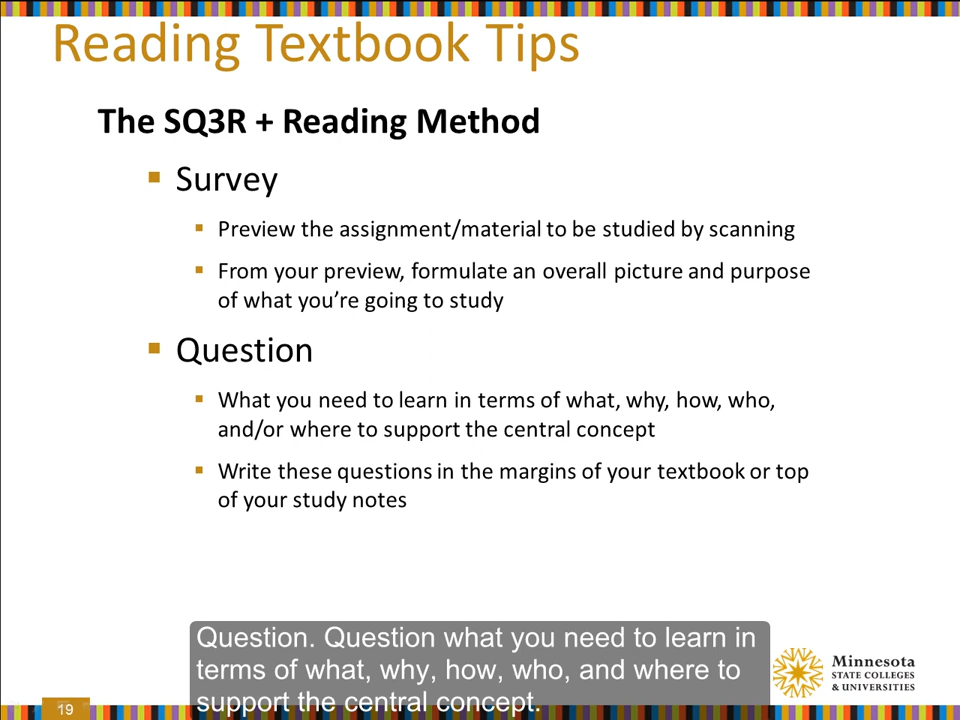 Reading Textbook Tips
The SQ3R + Reading Method
Survey
Preview the assignment/material to be studied by scanning
From your preview, formulate an overall picture and purpose
of what you're going to study
Question
What you need to learn in terms of what, why, how, who,
and/or where to support the central concept
Write these questions in the margins of your textbook or top
of your study notes
Question. Question what you need to learn in
terms of what, why, how, who, and where to
support the central concept.
Minnesota
STATE COLLEGES
& UNIVERSITIES
19